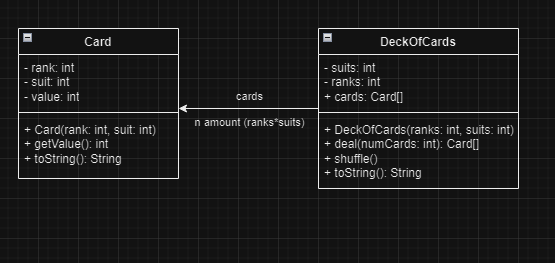 Card
- rank: int
- suit: int
- value: int
+ Card(rank: int, suit: int)
+ getValue(): int
+ toString(): String
cards
n amount (ranks*suits)
DeckOfCards
- suits: int
- ranks: int
+ cards: Card[]
+ DeckOfCards(ranks: int, suits: int)
+ deal(numCards: int): Card[]
+ shuffle()
+ toString(): String